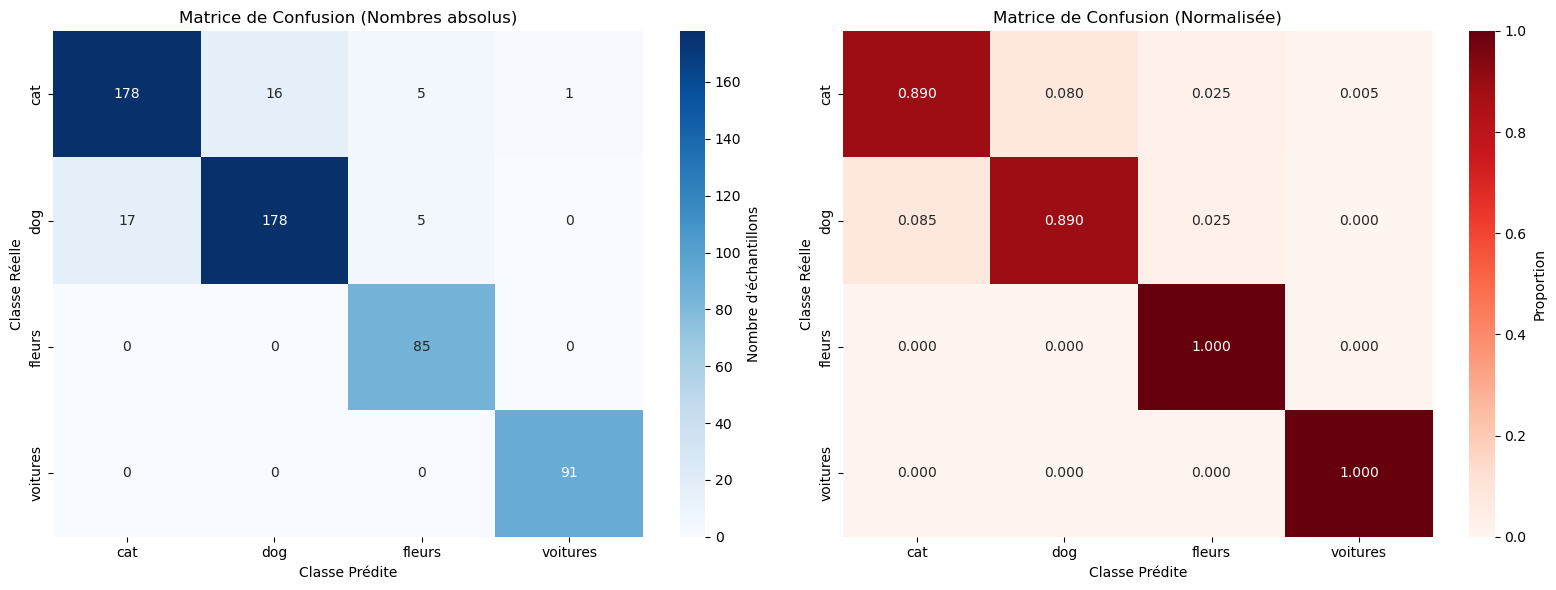 Matrice de Confusion (Nombres absolus)
cat
dog
fleurs
voitures
Classe Réelle
178 16 5 1
17 178 5 0
0 0 85 0
0 0 0 91
cat dog fleurs voitures
Classe Prédite
160
140
120
100
80
60
40
20
0
Nombre d'échantillons
Matrice de Confusion (Normalisée)
cat
dog
fleurs
voitures
Classe Réelle
0.890 0.080 0.025 0.005
0.085 0.890 0.025 0.000
0.000 0.000 1.000 0.000
0.000 0.000 0.000 1.000
cat dog fleurs voitures
Classe Prédite
1.0
0.8
0.6
0.4
0.2
0.0
Proportion